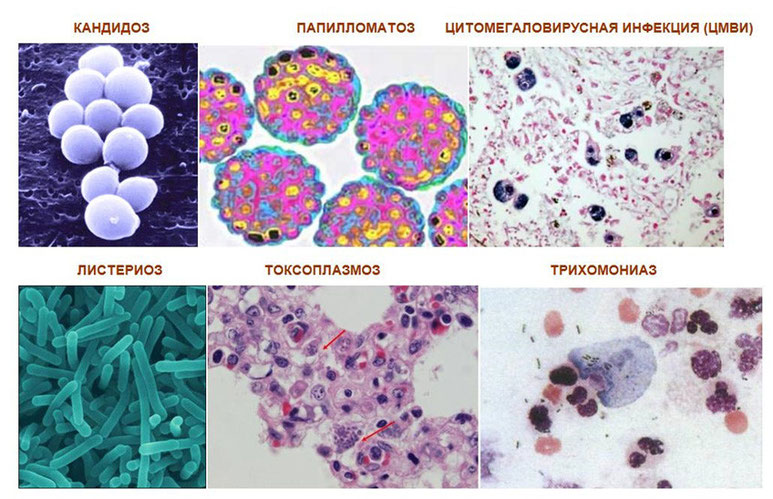 КАНДИДОЗ
ПАПИЛЛОМАТОЗ
ЦИТОМЕГАЛОВИРУСНАЯ ИНФЕКЦИЯ (ЦМВИ)
ЛИСТЕРИОЗ
ТОКСОПЛАЗМОЗ
ТРИХОМОНИАЗ